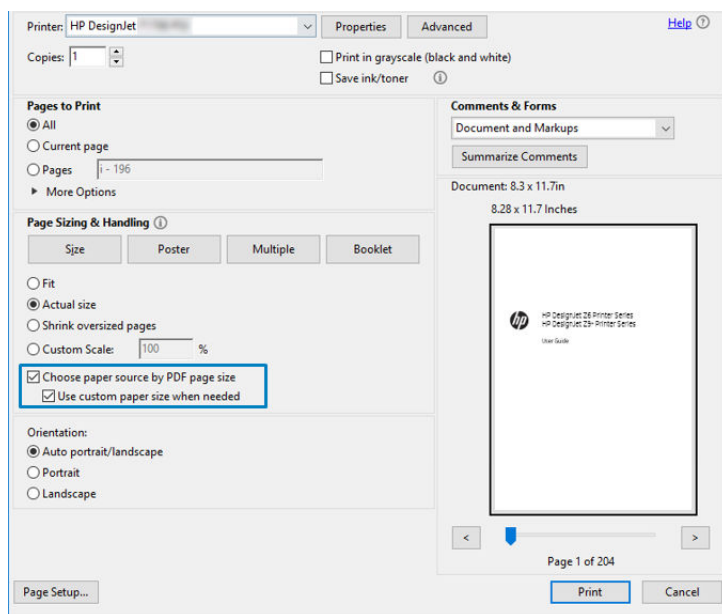 Printer: HP DesignJet Properties Advanced Help
Copies: 1 Print in grayscale (black and white)
Save ink/toner
Pages to Print
All
Current page
Pages i - 196
More Options
Comments & Forms
Document and Markups
Summarize Comments
Page Sizing & Handling
Size Poster Multiple Booklet
Fit
Actual size
Shrink oversized pages
Custom Scale: 100 %
Choose paper source by PDF page size
Use custom paper size when needed
Orientation:
Auto portrait/landscape
Portrait
Landscape
Document: 8.3 x 11.7in
8.28 x 11.7 Inches
hp
HP DesignJet Z6 Printer Series
HP DesignJet Z9+ Printer Series
User Guide
< >
Page 1 of 204
Page Setup... Print Cancel